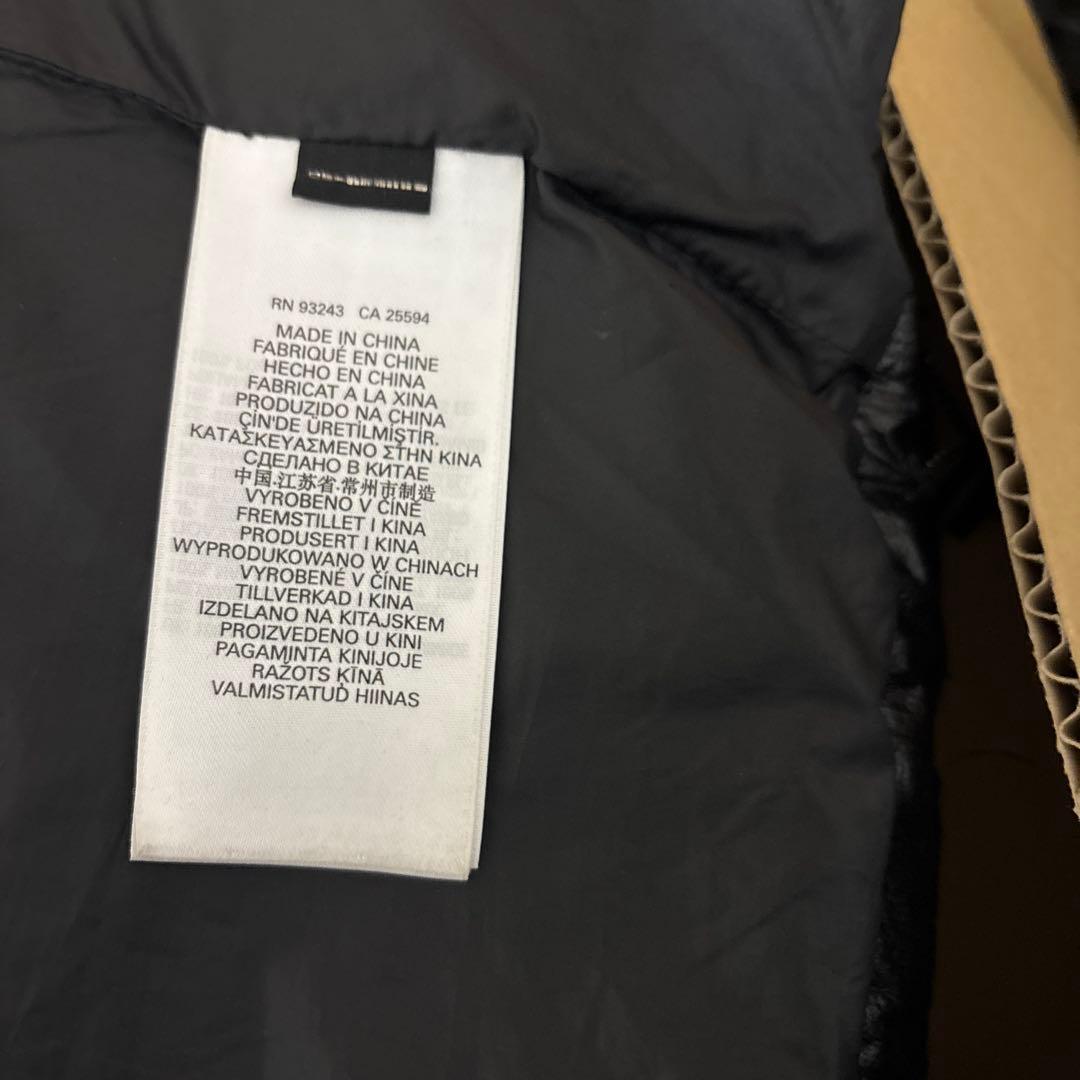 RN 93243 CA 25594
MADE IN CHINA
FABRIQUÉ EN CHINE
HECHO EN CHINA
FABRICAT A LA XINA
PRODUZIDO NA CHINA
ÇİN'DE ÜRETİLMİŞTİR.
ΚΑΤΑΣΚΕΥΑΣΜΕΝΟ ΣΤΗΝ ΚΙΝΑ
СДЕЛАНО В КИТАЕ
中国.江苏省.常州市制造
VYROBENO V ČÍNĚ
FREMSTILLET I KINA
PRODUSERT I KINA
WYPRODUKOWANO W CHINACH
VYROBENÉ V ČÍNE
TILLVERKAD I KINA
IZDELANO NA KITAJSKEM
PROIZVEDENO U KINI
PAGAMINTA KINIJOJE
RAŽOTS ĶĪNĀ
VALMISTATUD HIINAS